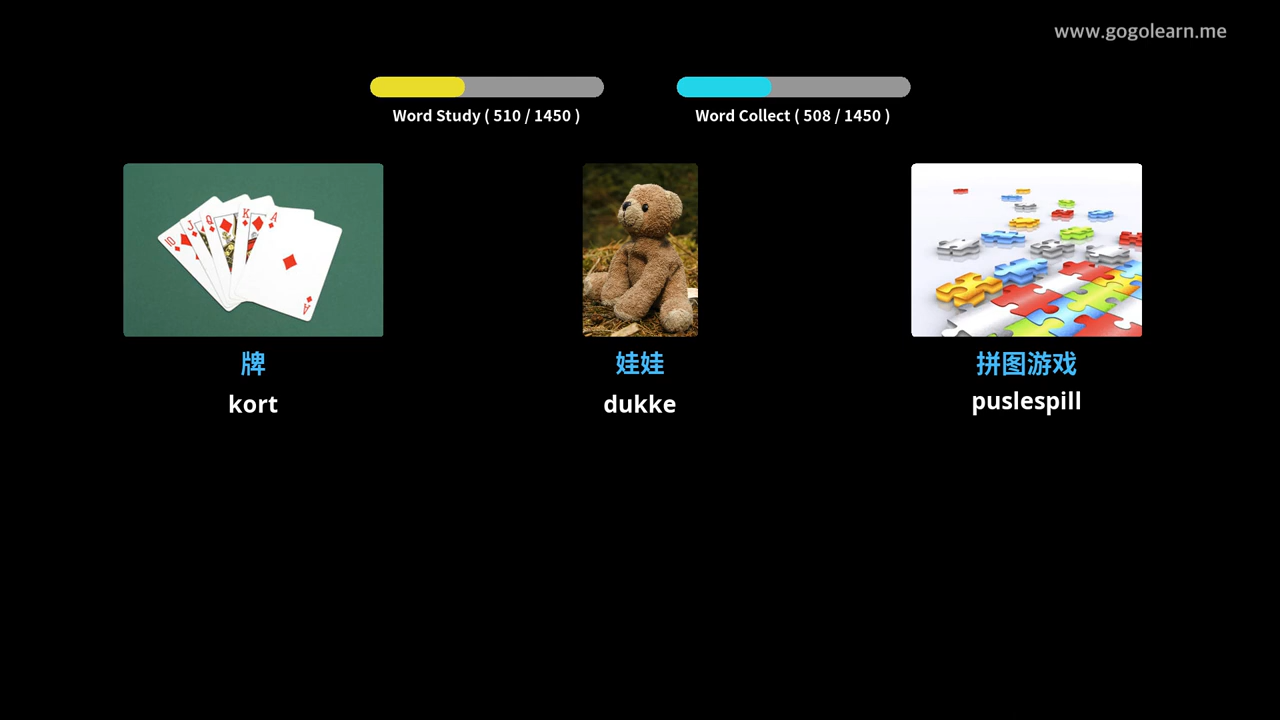 www.gogolearn.me
Word Study ( 510 / 1450 )
Word Collect ( 508 / 1450 )
10 J Q K A
A
牌
娃娃
拼图游戏
kort
dukke
puslespill